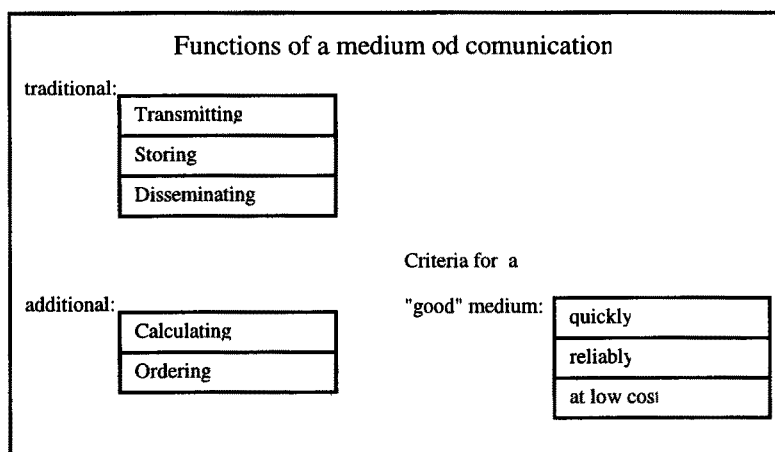 Functions of a medium od comunication
traditional:
Transmitting
Storing
Disseminating
additional:
Calculating
Ordering
Criteria for a
"good" medium:
quickly
reliably
at low cost